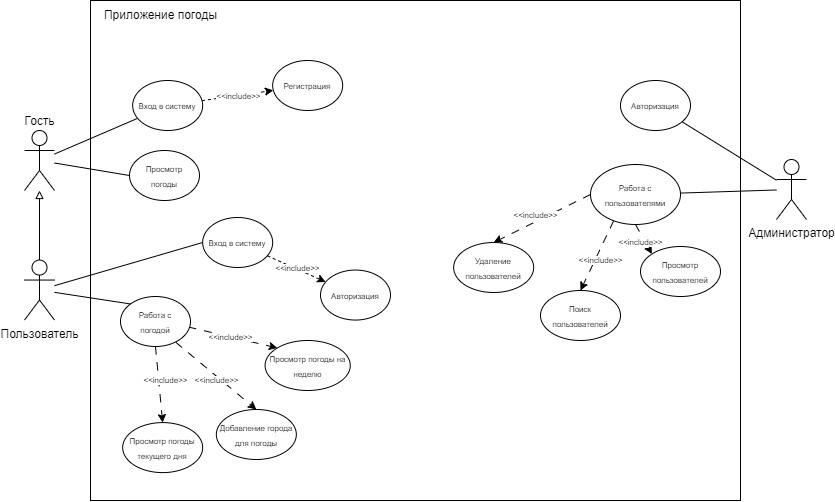 Приложение погоды
Гость
Вход в систему
<<include>>
Регистрация
Просмотр
погоды
Авторизация
Работа с
пользователями
Администратор
<<include>>
<<include>>
<<include>>
Удаление
пользователей
Поиск
пользователей
Просмотр
пользователей
Пользователь
Вход в систему
<<include>>
Авторизация
Работа с
погодой
<<include>>
Просмотр погоды на
неделю
<<include>>
<<include>>
Добавление города
для погоды
Просмотр погоды
текущего дня